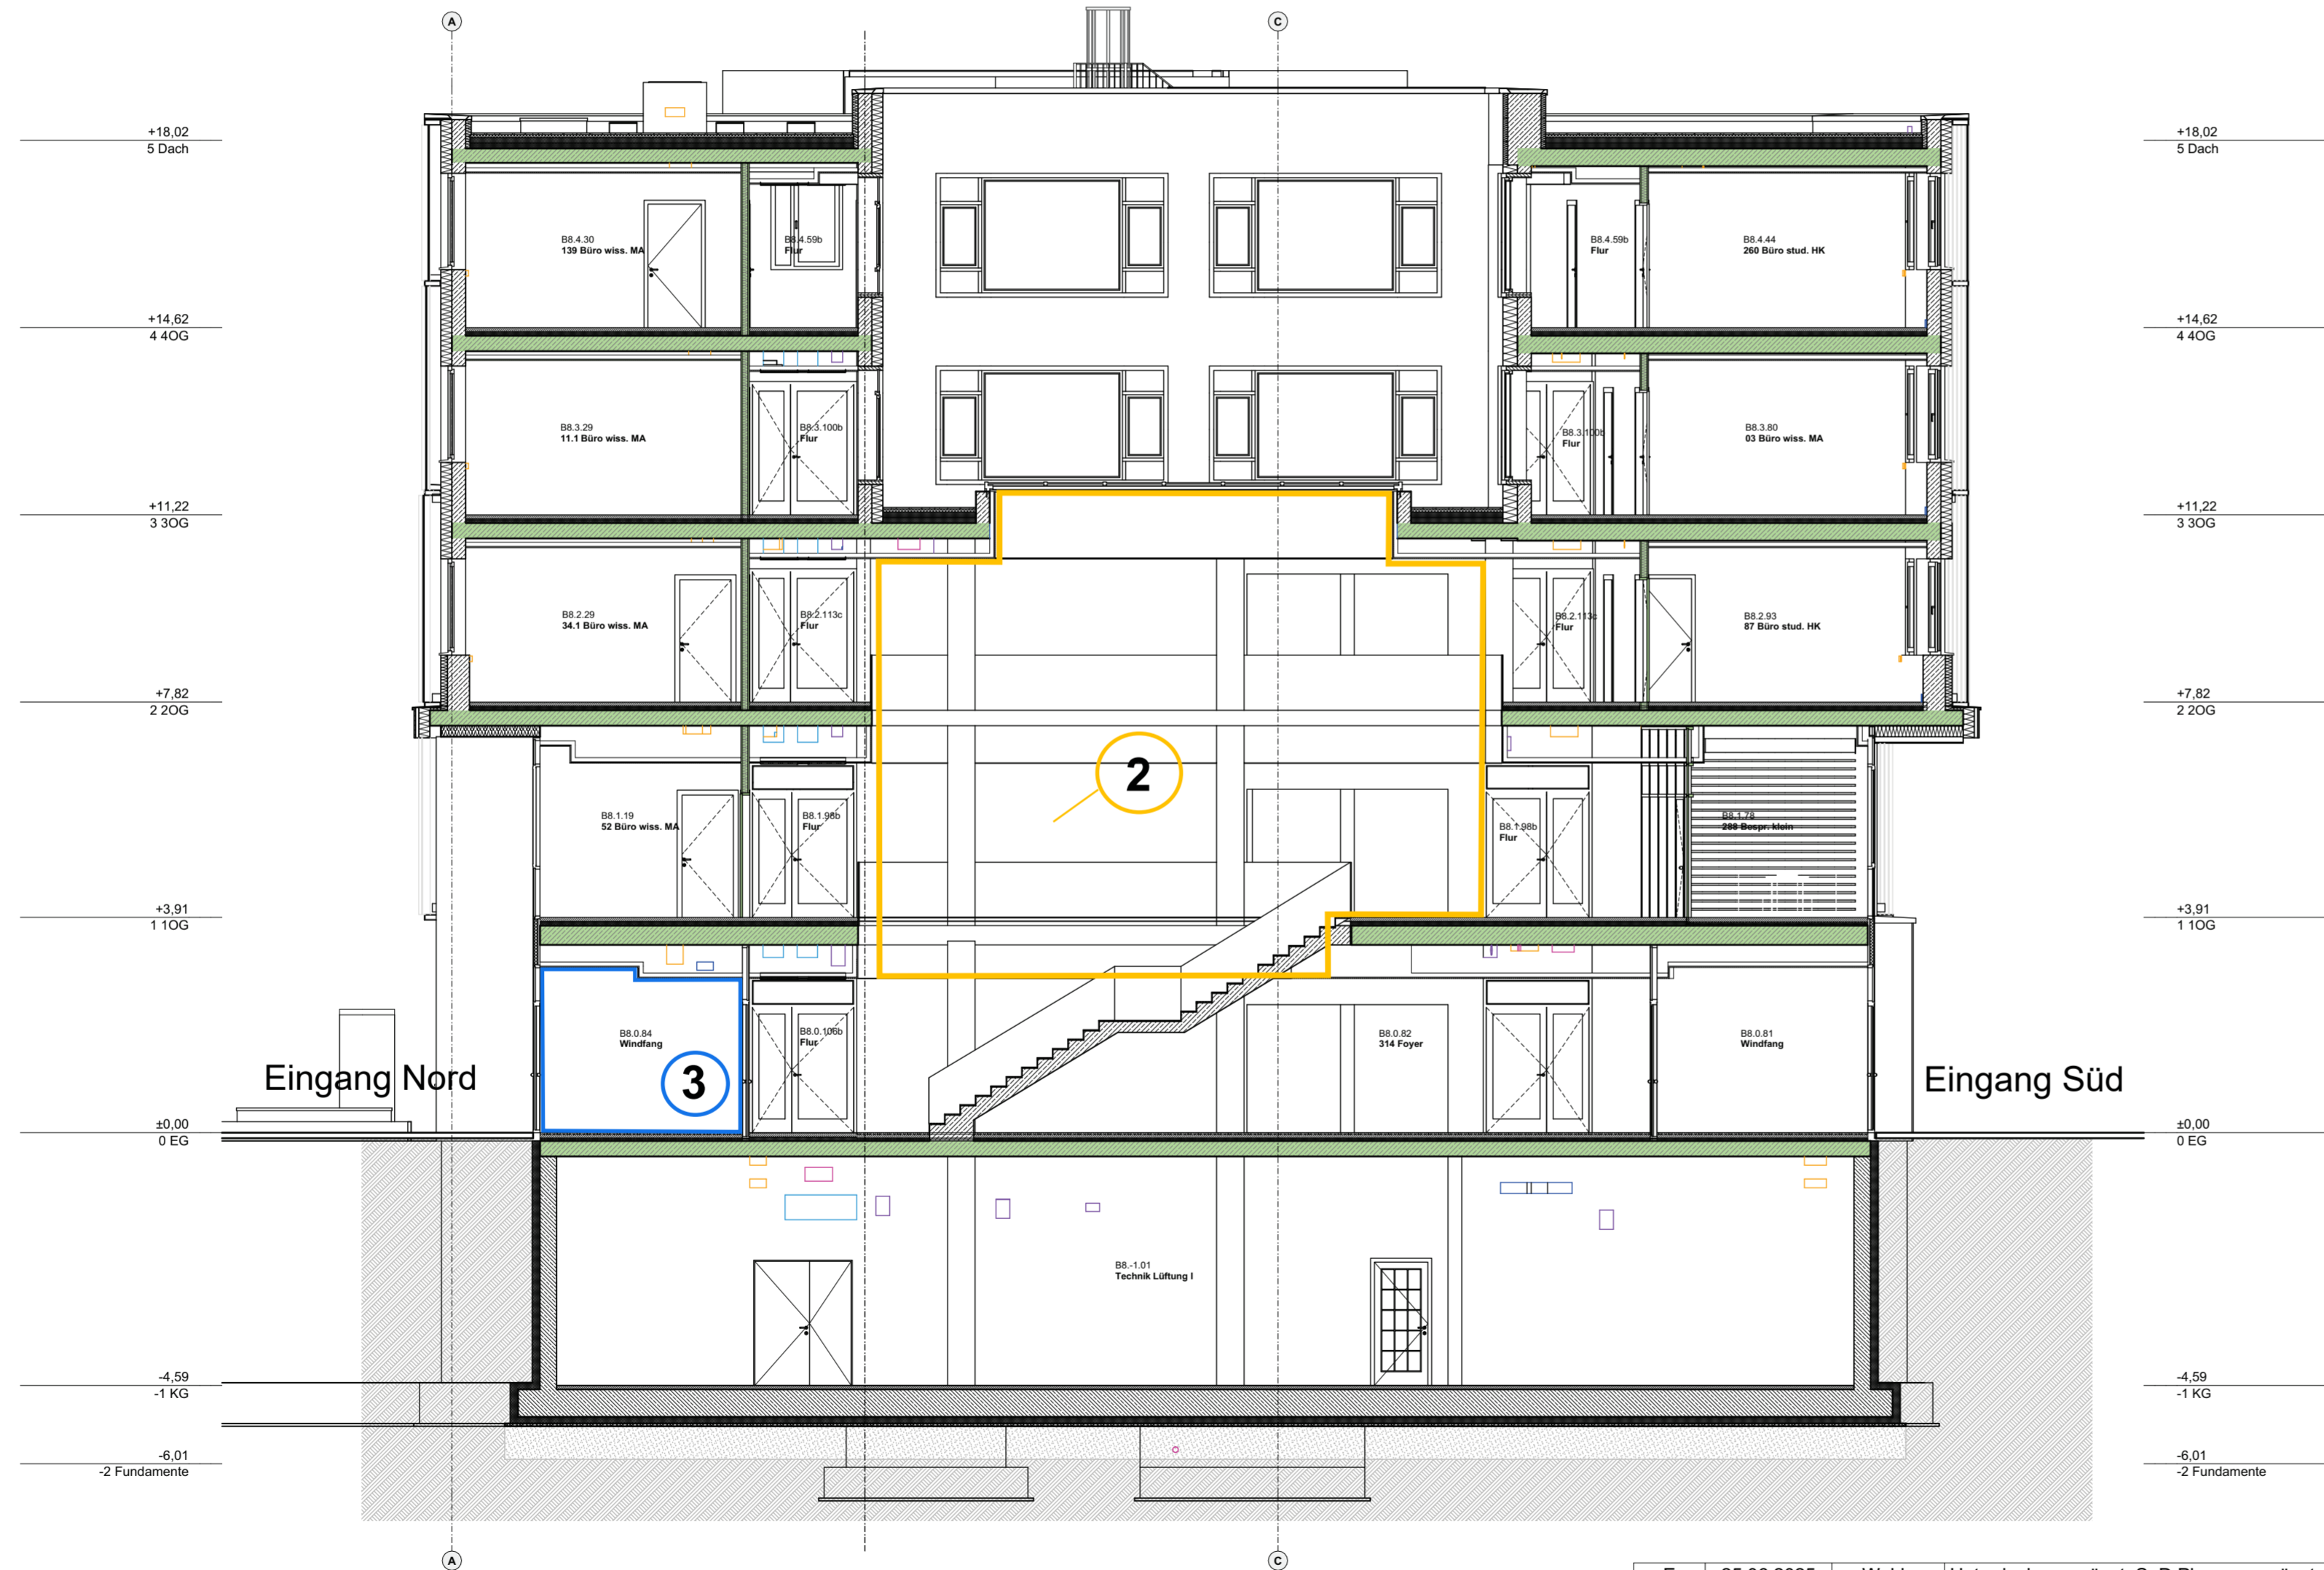 A
C
+18,02
5 Dach
+18,02
5 Dach
B8.4.30
139 Büro wiss. MA
B8.4.59b
Flur
B8.4.59b
Flur
B8.4.44
260 Büro stud. HK
+14,62
4 4OG
+14,62
4 4OG
B8.3.29
11.1 Büro wiss. MA
B8.3.100b
Flur
B8.3.100b
Flur
B8.3.80
03 Büro wiss. MA
+11,22
3 3OG
+11,22
3 3OG
B8.2.29
34.1 Büro wiss. MA
B8.2.113c
Flur
B8.2.113c
Flur
B8.2.93
87 Büro stud. HK
+7,82
2 2OG
+7,82
2 2OG
2
B8.1.19
52 Büro wiss. MA
B8.1.98b
Flur
B8.1.98b
Flur
B8.1.78
288 Bespr. klein
+3,91
1 1OG
+3,91
1 1OG
B8.0.84
Windfang
B8.0.106b
Flur
B8.0.82
314 Foyer
B8.0.81
Windfang
3
Eingang Nord
Eingang Süd
±0,00
0 EG
±0,00
0 EG
B8.-1.01
Technik Lüftung I
-4,59
-1 KG
-4,59
-1 KG
-6,01
-2 Fundamente
-6,01
-2 Fundamente
A
C